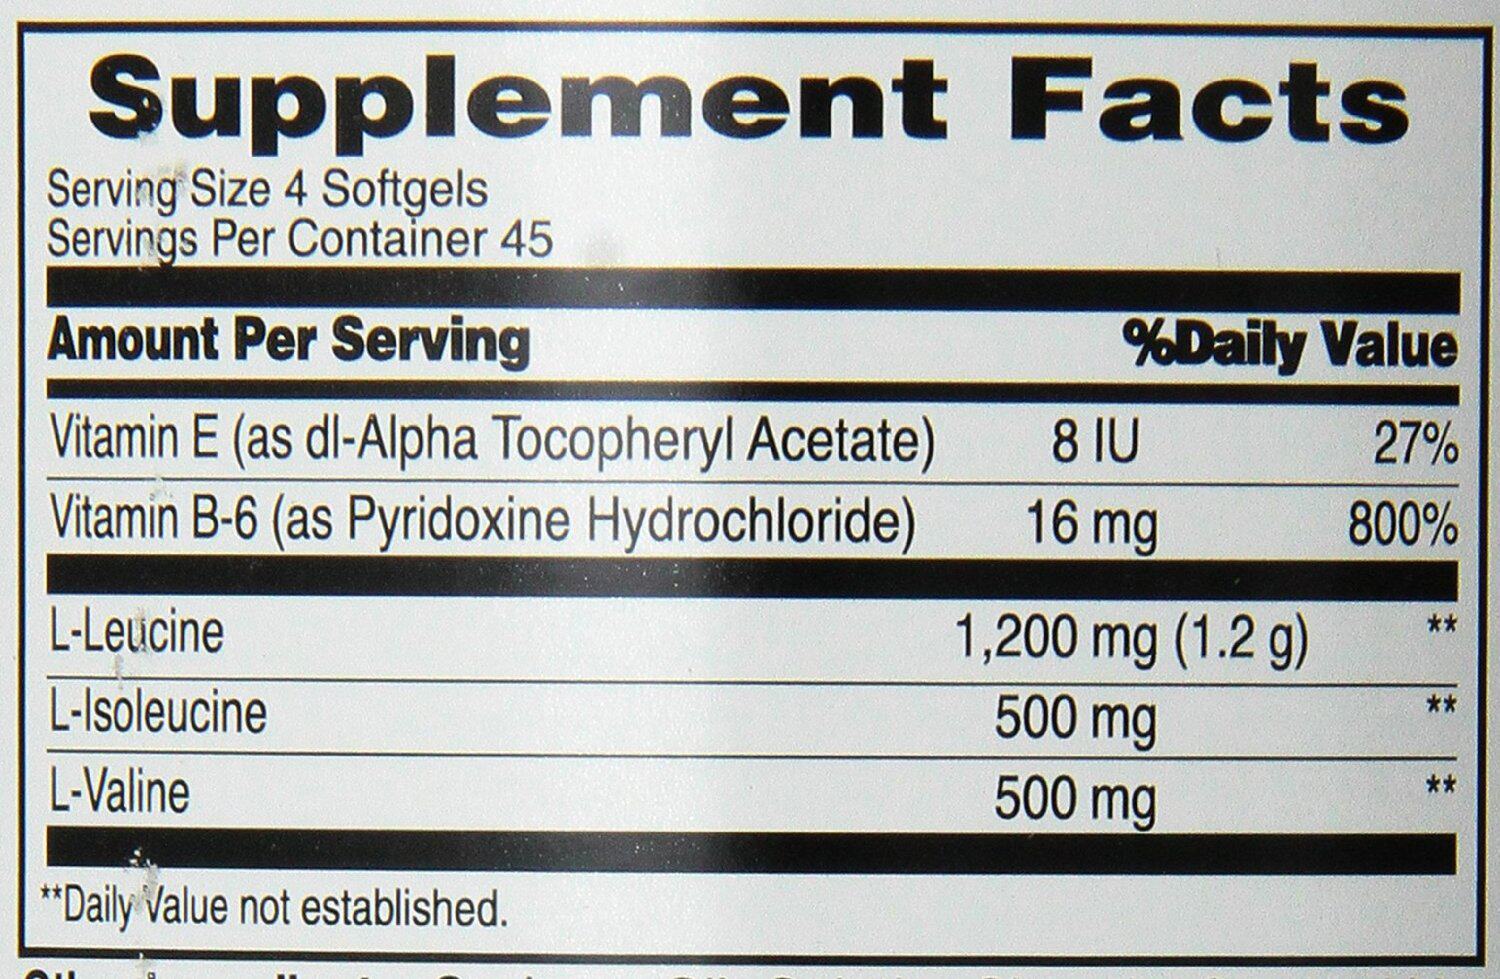 Supplement Facts
Serving Size 4 Softgels
Servings Per Container 45
Amount Per Serving %Daily Value
Vitamin E (as dl-Alpha Tocopheryl Acetate) 8 IU 27%
Vitamin B-6 (as Pyridoxine Hydrochloride) 16 mg 800%
L-Leucine 1,200 mg (1.2 g) **
L-Isoleucine 500 mg **
L-Valine 500 mg **
**Daily Value not established.